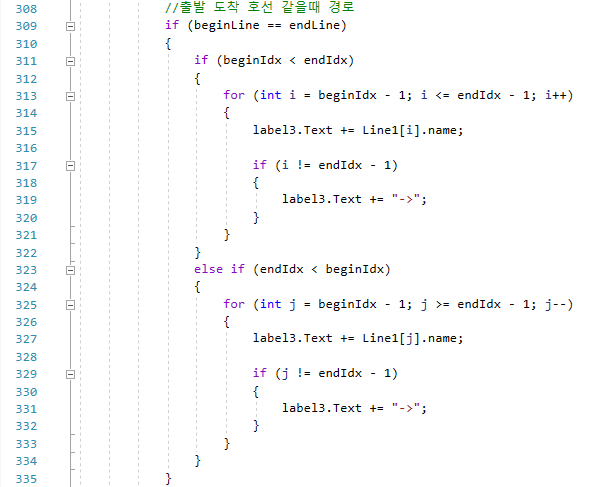 308 //출발 도착 호선 같을때 경로
309 if (beginLine == endLine)
310 {
311 if (beginIdx < endIdx)
312 {
313 for (int i = beginIdx - 1; i <= endIdx - 1; i++)
314 {
315 label3.Text += Line1[i].name;
316
317 if (i != endIdx - 1)
318 {
319 label3.Text += "->";
320 }
321 }
322 }
323 else if (endIdx < beginIdx)
324 {
325 for (int j = beginIdx - 1; j >= endIdx - 1; j--)
326 {
327 label3.Text += Line1[j].name;
328
329 if (j != endIdx - 1)
330 {
331 label3.Text += "->";
332 }
333 }
334 }
335 }